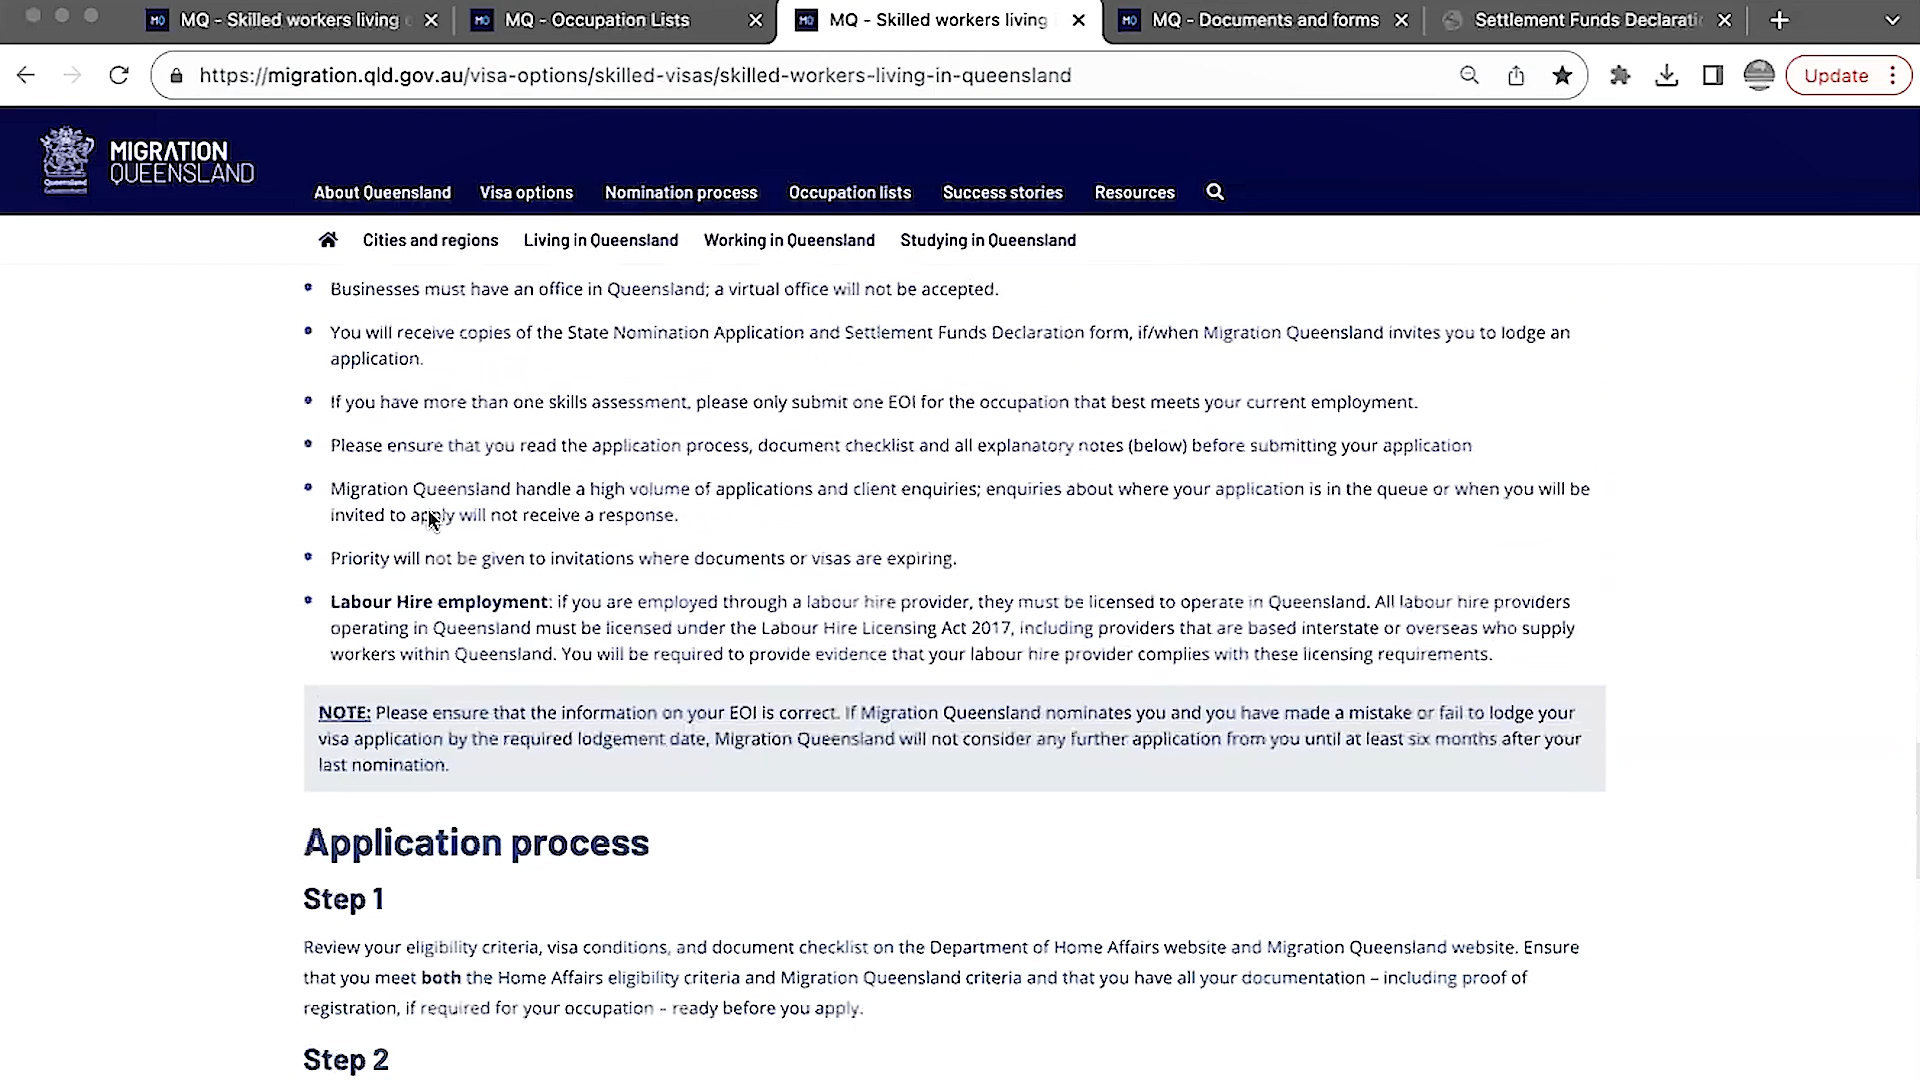 MQ - Skilled workers living
MQ - Occupation Lists
MQ - Skilled workers living
MQ - Documents and forms
Settlement Funds Declarati
https://migration.qld.gov.au/visa-options/skilled-visas/skilled-workers-living-in-queensland
Update
MIGRATION
QUEENSLAND
Queensland
About Queensland
Visa options
Nomination process
Occupation lists
Success stories
Resources
Cities and regions
Living in Queensland
Working in Queensland
Studying in Queensland
Businesses must have an office in Queensland; a virtual office will not be accepted.
You will receive copies of the State Nomination Application and Settlement Funds Declaration form, if/when Migration Queensland invites you to lodge an
application.
If you have more than one skills assessment, please only submit one EOI for the occupation that best meets your current employment.
Please ensure that you read the application process, document checklist and all explanatory notes (below) before submitting your application
Migration Queensland handle a high volume of applications and client enquiries; enquiries about where your application is in the queue or when you will be
invited to apply will not receive a response.
Priority will not be given to invitations where documents or visas are expiring.
Labour Hire employment: if you are employed through a labour hire provider, they must be licensed to operate in Queensland. All labour hire providers
operating in Queensland must be licensed under the Labour Hire Licensing Act 2017, including providers that are based interstate or overseas who supply
workers within Queensland. You will be required to provide evidence that your labour hire provider complies with these licensing requirements.
NOTE: Please ensure that the information on your EOI is correct. If Migration Queensland nominates you and you have made a mistake or fail to lodge your
visa application by the required lodgement date, Migration Queensland will not consider any further application from you until at least six months after your
last nomination.
Application process
Step 1
Review your eligibility criteria, visa conditions, and document checklist on the Department of Home Affairs website and Migration Queensland website. Ensure
that you meet both the Home Affairs eligibility criteria and Migration Queensland criteria and that you have all your documentation – including proof of
registration, if required for your occupation – ready before you apply.
Step 2